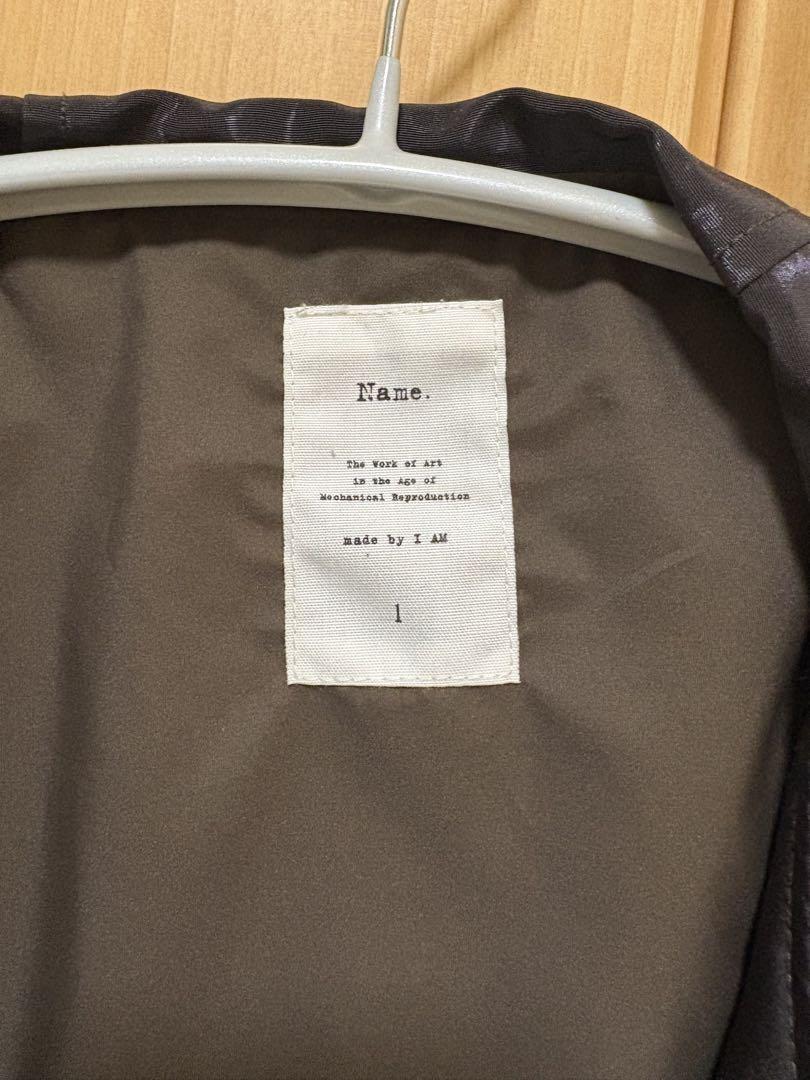 Name.
The Work of Art
in the Age of
Mechanical Reproduction
made by I AM
1